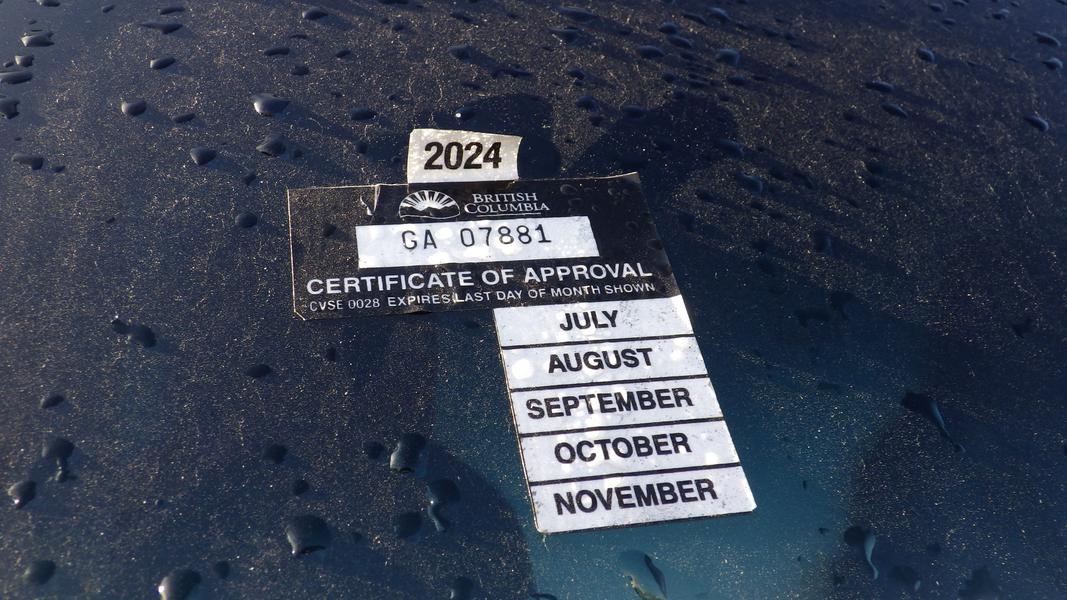 2024
BRITISH
COLUMBIA
GA 07881
CERTIFICATE OF APPROVAL
CVSE 0028 EXPIRES LAST DAY OF MONTH SHOWN
JULY
AUGUST
SEPTEMBER
OCTOBER
NOVEMBER